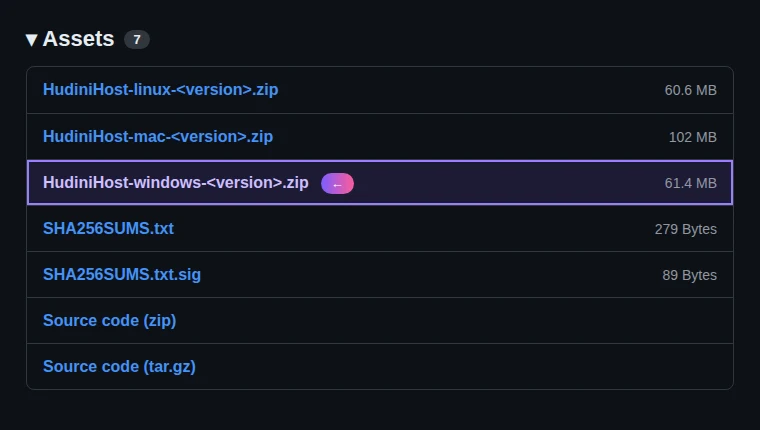 ▼ Assets 7
HudiniHost-linux-<version>.zip 60.6 MB
HudiniHost-mac-<version>.zip 102 MB
HudiniHost-windows-<version>.zip ← 61.4 MB
SHA256SUMS.txt 279 Bytes
SHA256SUMS.txt.sig 89 Bytes
Source code (zip)
Source code (tar.gz)